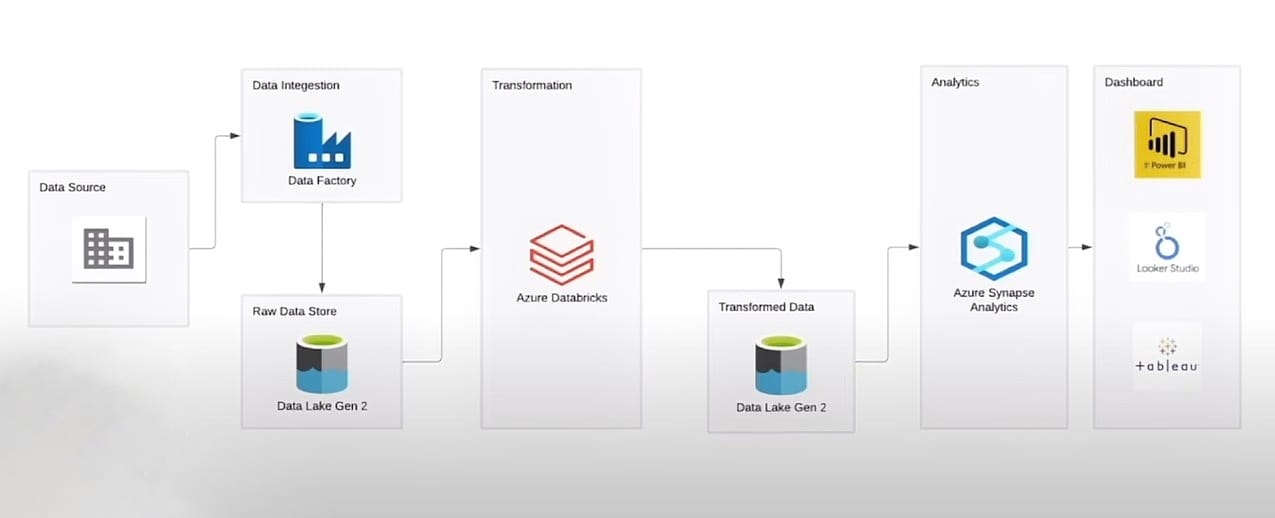 Data Source
Data Integestion
Data Factory
Raw Data Store
Data Lake Gen 2
Transformation
Azure Databricks
Transformed Data
Data Lake Gen 2
Analytics
Azure Synapse
Analytics
Dashboard
Power BI
Looker Studio
+ableau